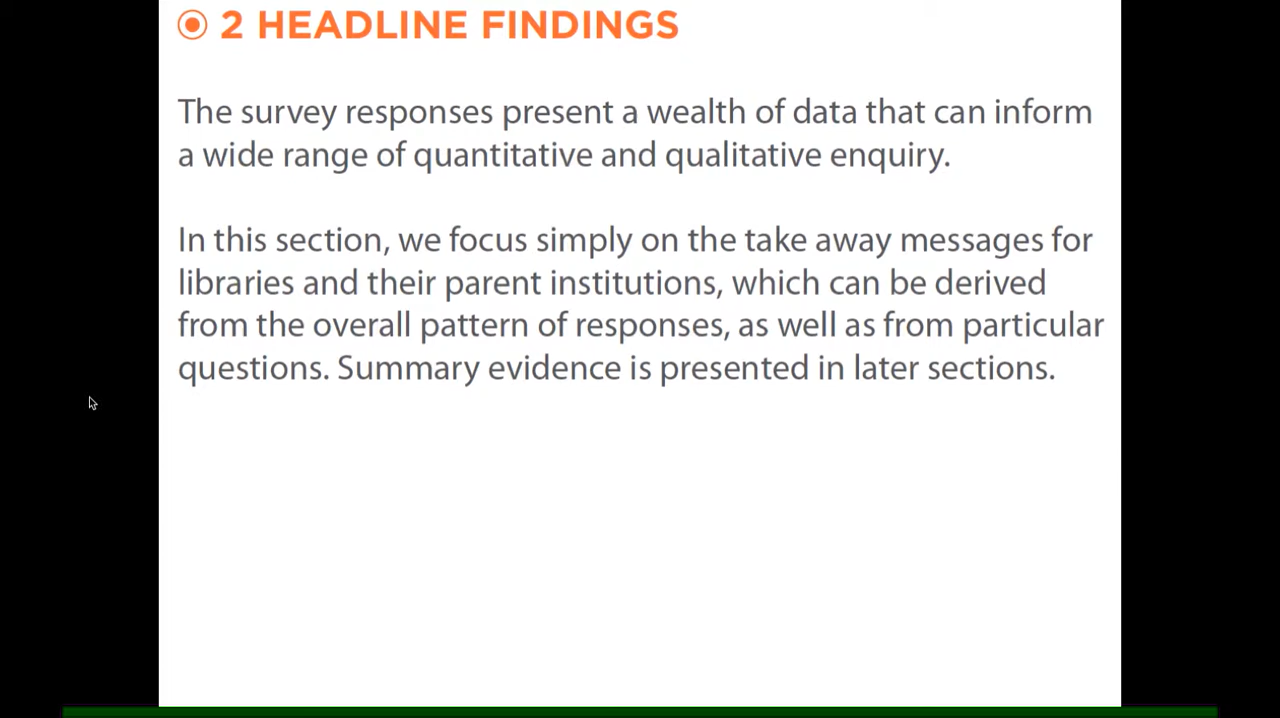 2 HEADLINE FINDINGS
The survey responses present a wealth of data that can inform
a wide range of quantitative and qualitative enquiry.
In this section, we focus simply on the take away messages for
libraries and their parent institutions, which can be derived
from the overall pattern of responses, as well as from particular
questions. Summary evidence is presented in later sections.